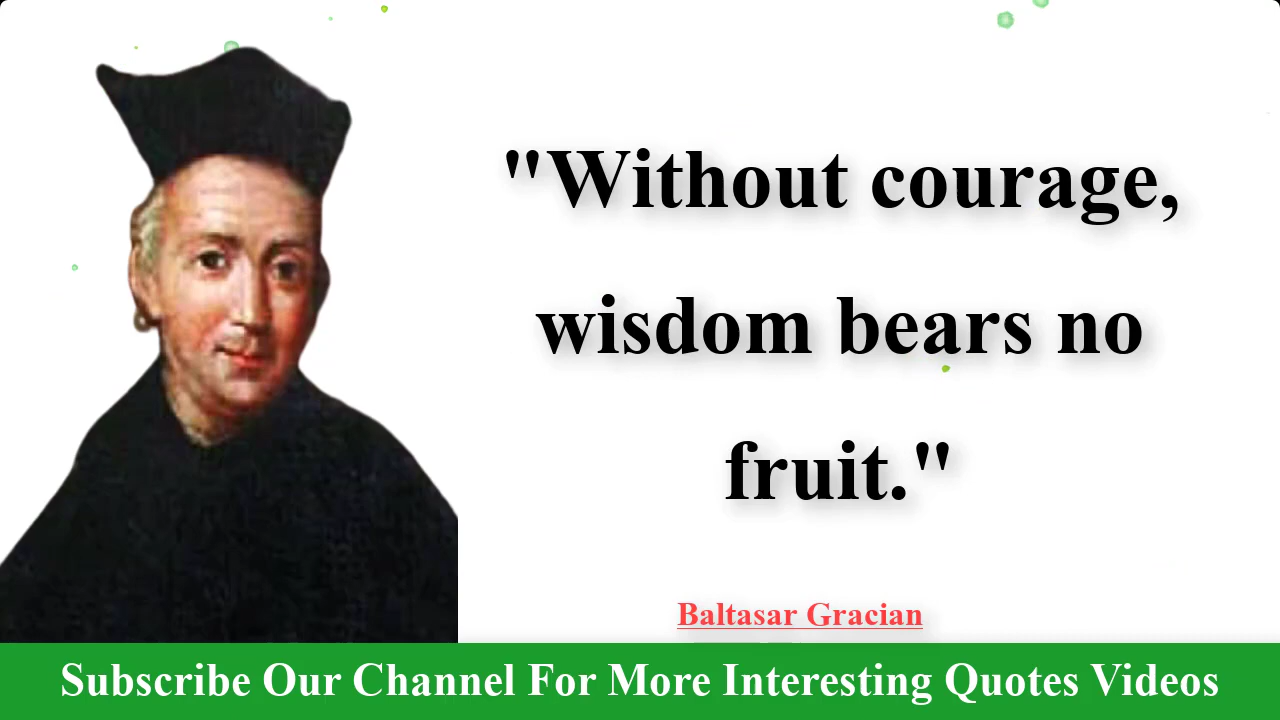 "Without courage,
wisdom bears no
fruit."
Baltasar Gracian
Subscribe Our Channel For More Interesting Quotes Videos